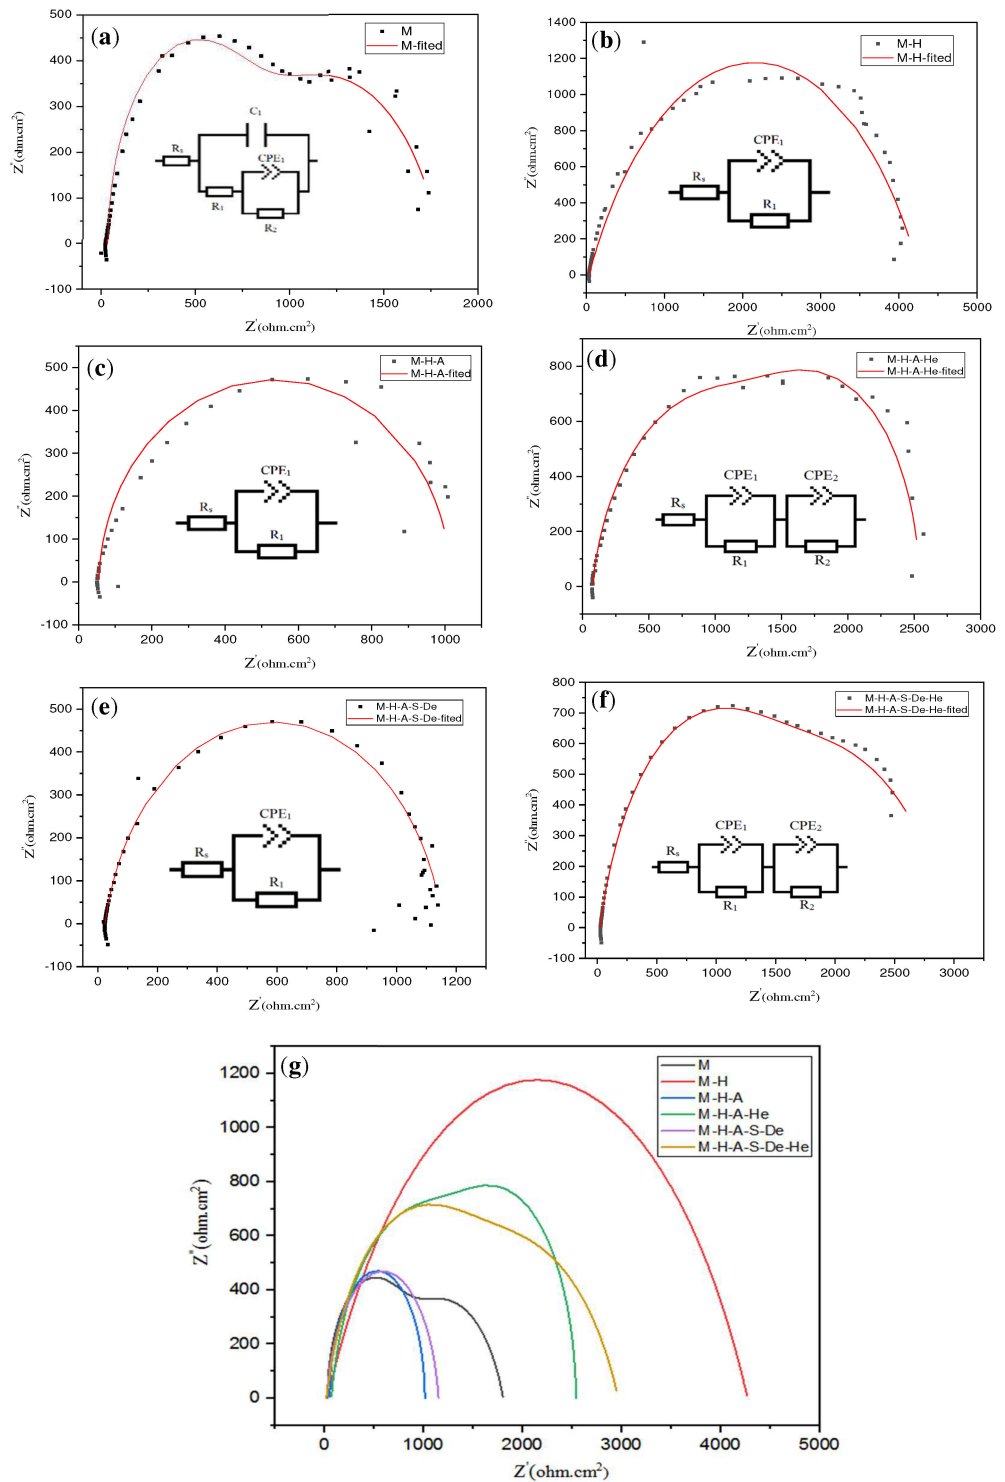 (a)
M
M-fited
500
400
300
200
100
0
-100
Z''(ohm.cm²)
C1
Rs
CPE1
R1
R2
0 500 1000 1500 2000
Z'(ohm.cm²)
(b)
M-H
M-H-fited
1400
1200
1000
800
600
400
200
0
-200
Z''(ohm.cm²)
CPE1
Rs
R1
0 1000 2000 3000 4000 5000
Z'(ohm.cm²)
(c)
M-H-A
M-H-A-fited
500
400
300
200
100
0
-100
Z''(ohm.cm²)
CPE1
Rs
R1
0 200 400 600 800 1000
Z'(ohm.cm²)
(d)
M-H-A-He
M-H-A-He-fited
800
600
400
200
0
Z''(ohm.cm²)
CPE1 CPE2
Rs
R1 R2
0 500 1000 1500 2000 2500 3000
Z'(ohm.cm²)
(e)
M-H-A-S-De
M-H-A-S-De-fited
500
400
300
200
100
0
-100
Z''(ohm.cm²)
CPE1
Rs
R1
0 200 400 600 800 1000 1200
Z'(ohm.cm²)
(f)
M-H-A-S-De-He
M-H-A-S-De-He-fited
800
700
600
500
400
300
200
100
0
-100
Z''(ohm.cm²)
CPE1 CPE2
Rs
R1 R2
0 500 1000 1500 2000 2500 3000
Z'(ohm.cm²)
(g)
M
M-H
M-H-A
M-H-A-He
M-H-A-S-De
M-H-A-S-De-He
1200
1000
800
600
400
200
0
Z''(ohm.cm²)
0 1000 2000 3000 4000 5000
Z'(ohm.cm²)